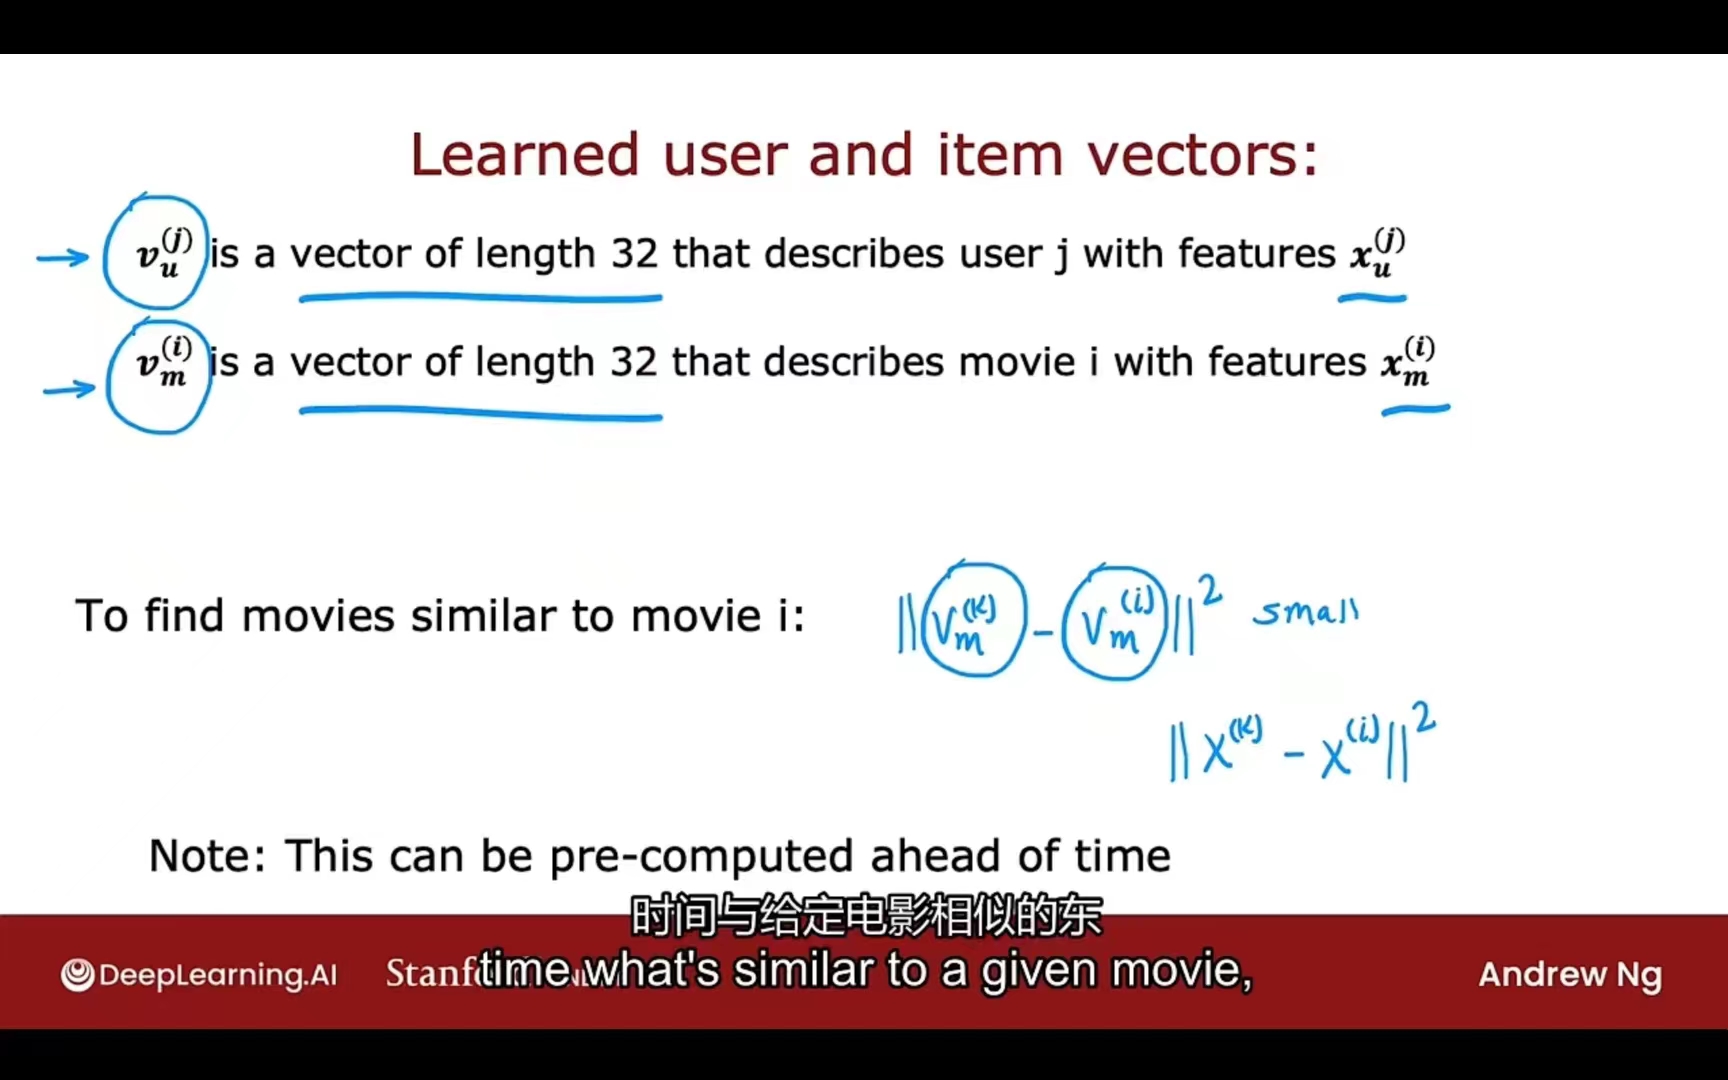 Learned user and item vectors:
v_u^(j) is a vector of length 32 that describes user j with features x_u^(j)
v_m^(i) is a vector of length 32 that describes movie i with features x_m^(i)
To find movies similar to movie i: ||v_m^(k) - v_m^(i)||^2 small
||x^(k) - x^(i)||^2
Note: This can be pre-computed ahead of time
时间与给定电影相似的东
time what's similar to a given movie,
DeepLearning.AI
Andrew Ng